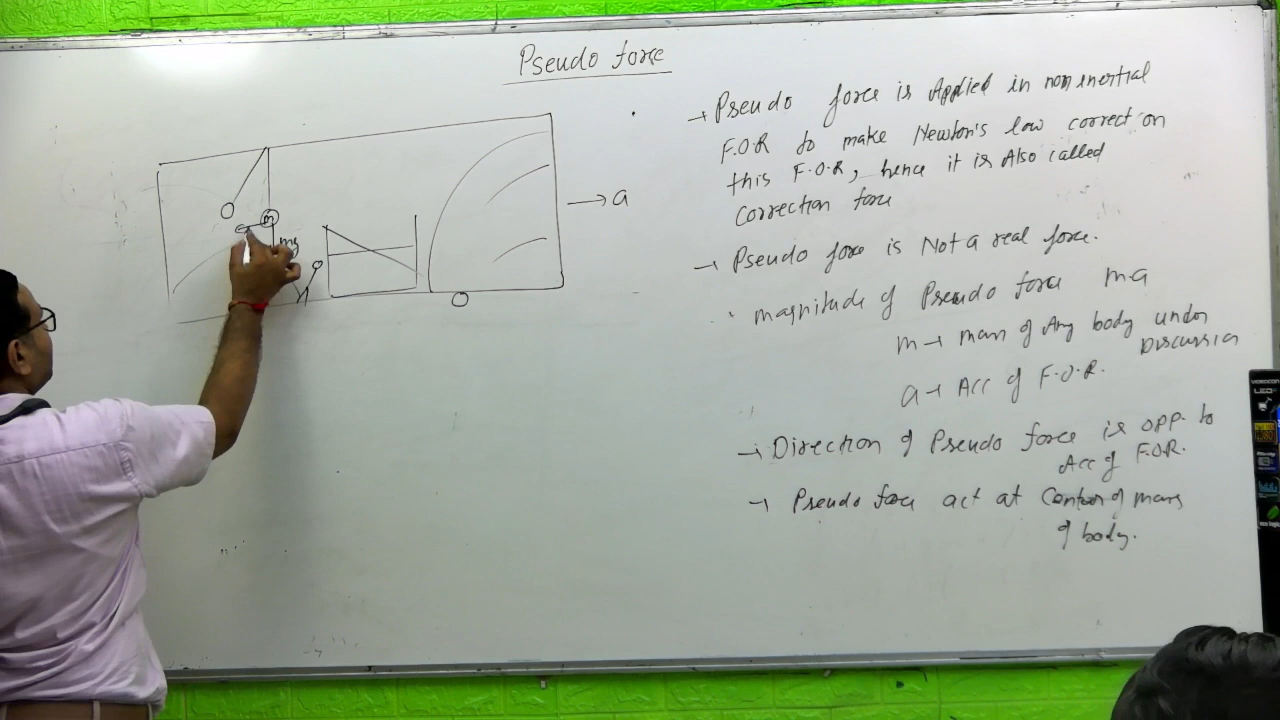 Pseudo force
→ Pseudo force is Applied in non inertial
F.O.R to make Newton's low correct on
this F.O.R, hence it is Also called
correction force
→ Pseudo force is Not a real force.
magnitude of Pseudo force ma
m → mass of Any body under
Discussion
a → Acc of F.O.R.
→ Direction of Pseudo force is opp. to
Acc of F.O.R.
→ Pseudo force act at Center of mass
of body.
→ a
m
mg
VIDEOCON
LED